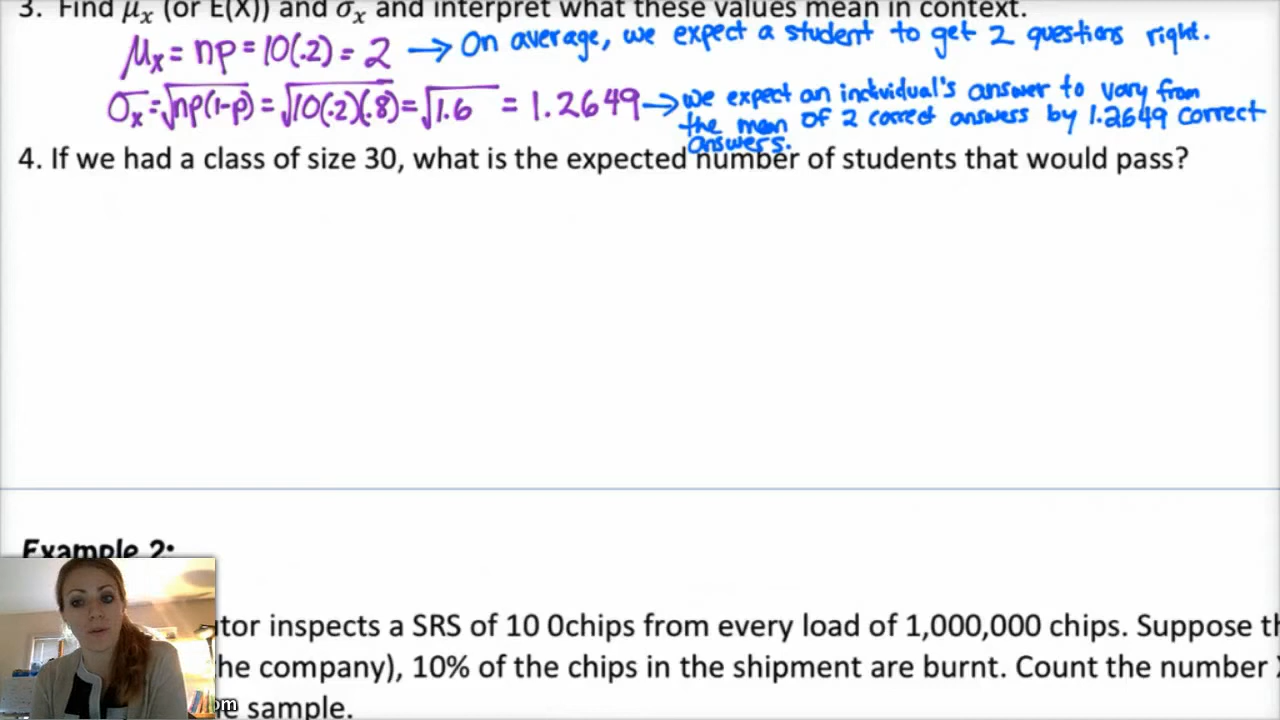 3. Find μₓ (or E(X)) and σₓ and interpret what these values mean in context.
μₓ = np = 10(.2) = 2 → On average, we expect a student to get 2 questions right.
σₓ = √np(1-p) = √10(.2)(.8) = √1.6 = 1.2649 → we expect an individual's answer to vary from
the mean of 2 correct answers by 1.2649 correct
answers.
4. If we had a class of size 30, what is the expected number of students that would pass?
Example 2:
tor inspects a SRS of 10 0chips from every load of 1,000,000 chips. Suppose th
he company), 10% of the chips in the shipment are burnt. Count the number
om
e sample.